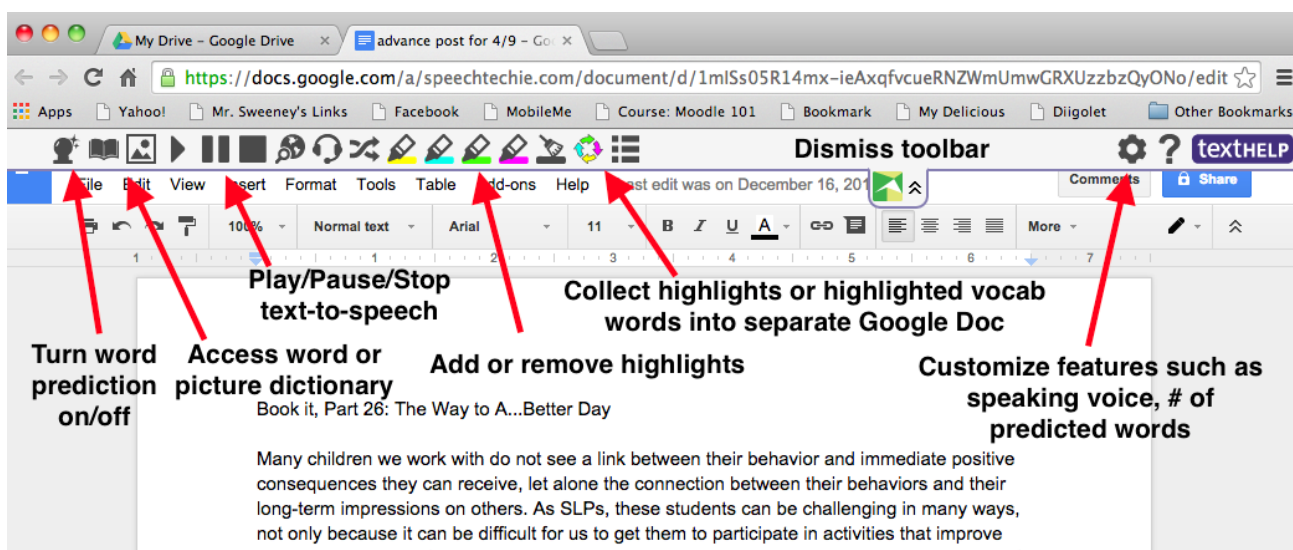 My Drive – Google Drive
advance post for 4/9 – Go
https://docs.google.com/a/speechtechie.com/document/d/1mISs05R14mx-ieAxqfvcueRNZWmUmwGRXUzzbzQyONo/edit
Apps Yahoo! Mr. Sweeney's Links Facebook MobileMe Course: Moodle 101 Bookmark My Delicious Diigolet Other Bookmarks
Dismiss toolbar
? textHELP
File Edit View Insert Format Tools Table Add-ons Help Last edit was on December 16, 201
Comments Share
100% Normal text Arial 11 B I U A More
1 1 2 3 4 5 6 7
Play/Pause/Stop
text-to-speech
Collect highlights or highlighted vocab
words into separate Google Doc
Turn word
prediction
on/off
Access word or
picture dictionary
Add or remove highlights
Customize features such as
speaking voice, # of
predicted words
Book it, Part 26: The Way to A...Better Day
Many children we work with do not see a link between their behavior and immediate positive
consequences they can receive, let alone the connection between their behaviors and their
long-term impressions on others. As SLPs, these students can be challenging in many ways,
not only because it can be difficult for us to get them to participate in activities that improve